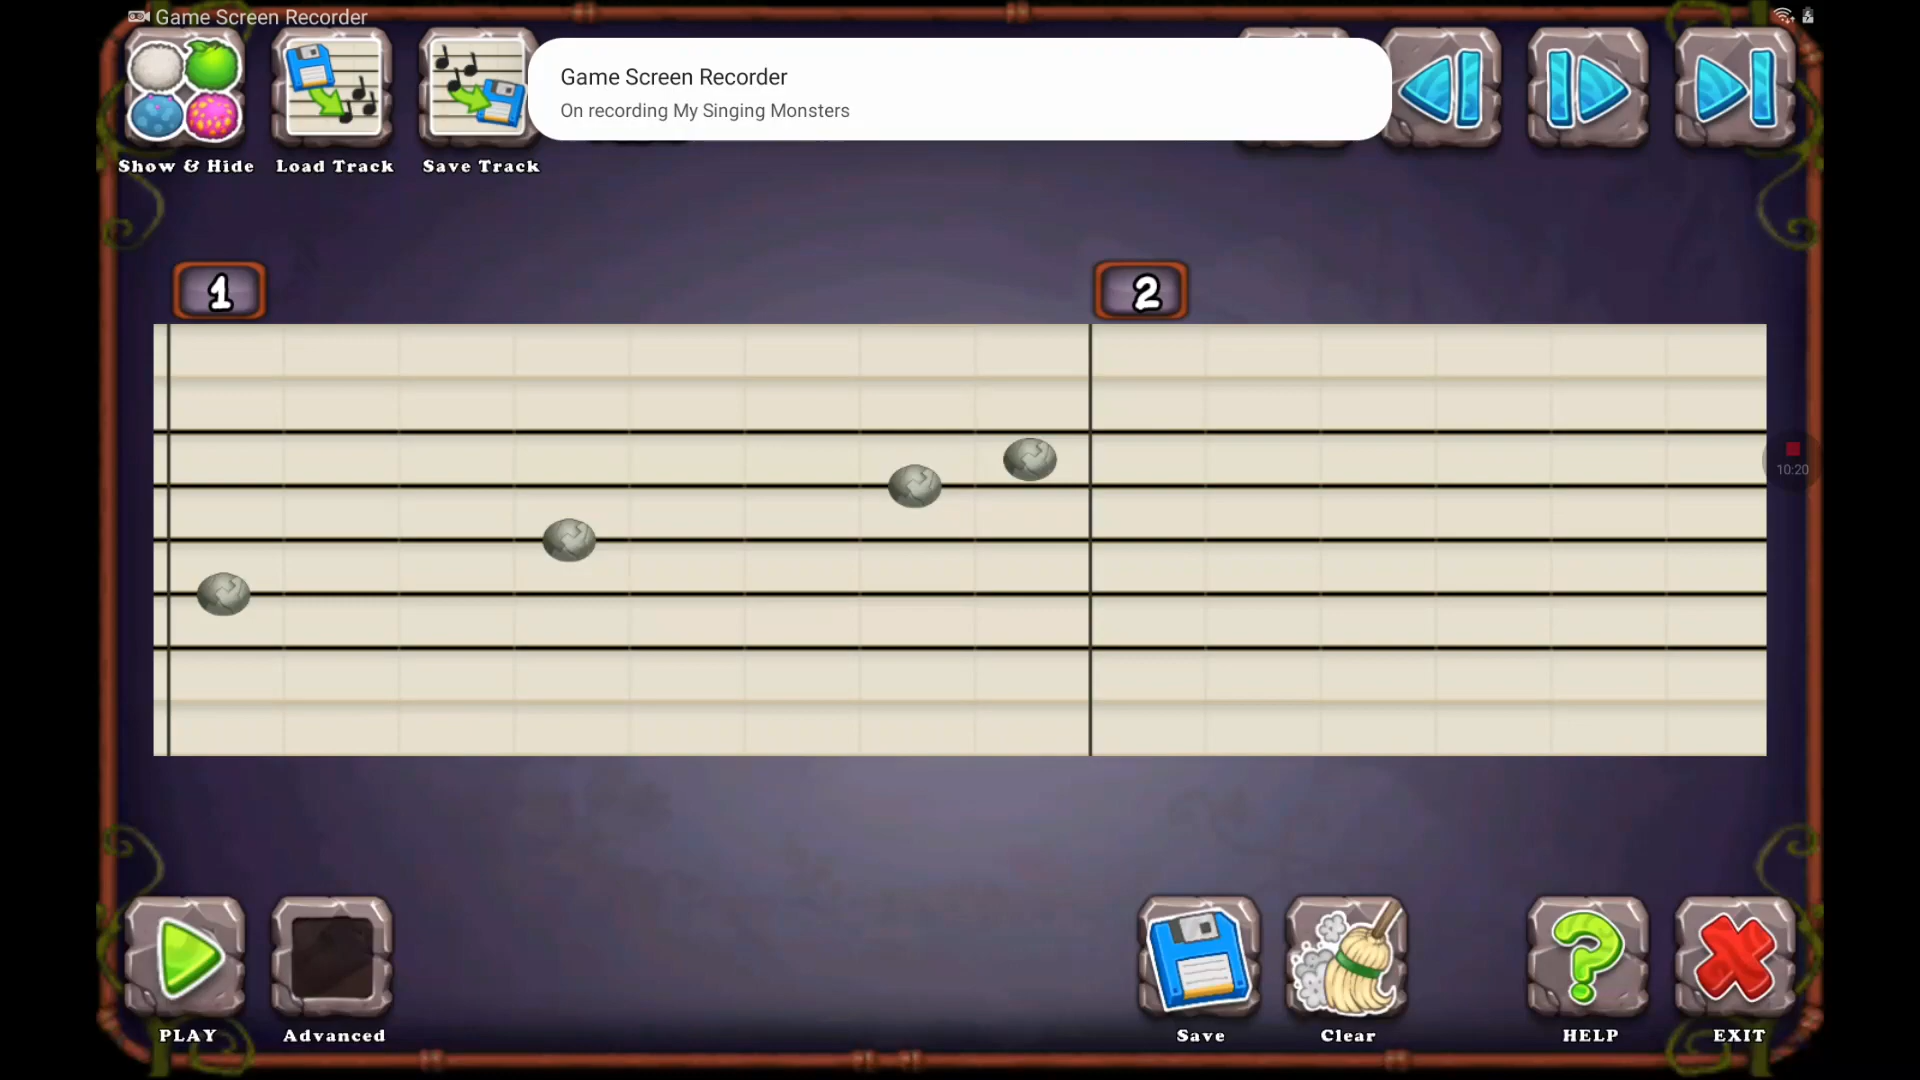 Game Screen Recorder
Game Screen Recorder
On recording My Singing Monsters
Show & Hide
Load Track
Save Track
1
2
10:20
PLAY
Advanced
Save
Clear
HELP
EXIT